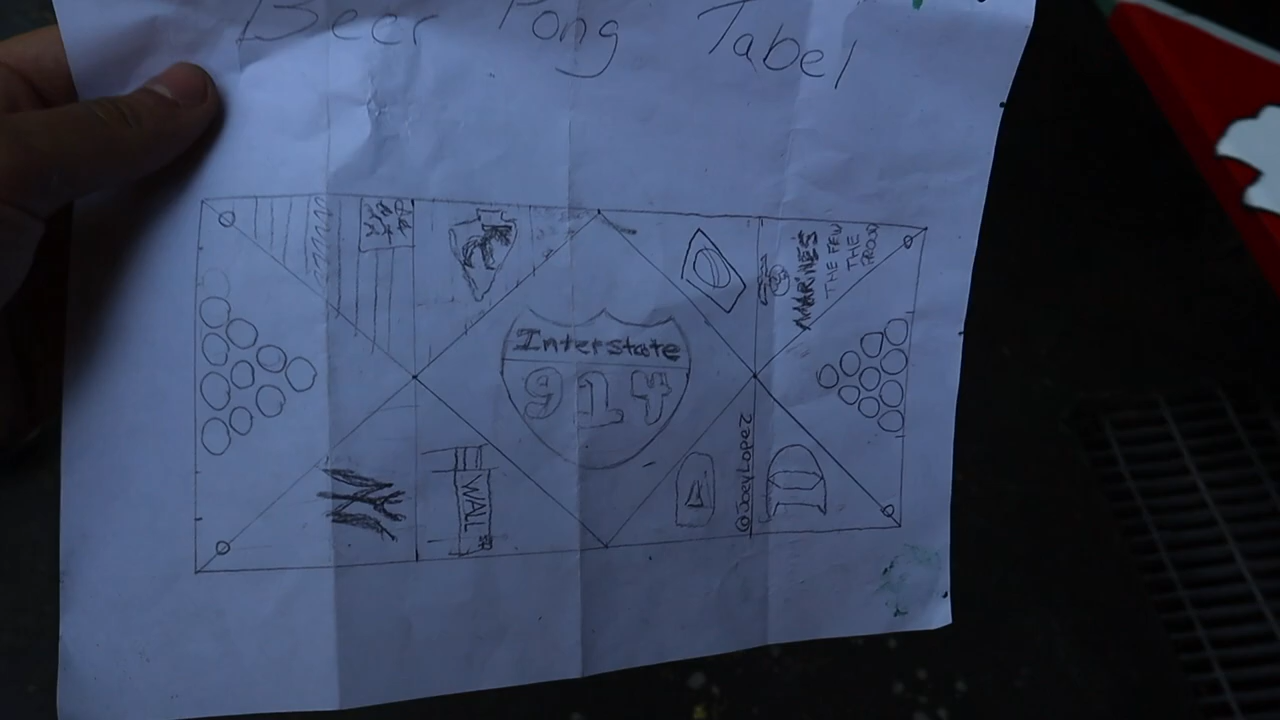 Beer Pong Tabel
MARINES
THE FEW
THE
PROUD
Interstate
914
WALL
@JoeyLopez